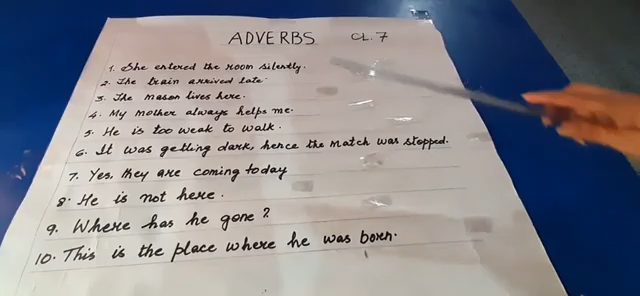 ADVERBS CL. 7
1. She entered the room silently.
2. The train arrived late.
3. The mason lives here.
4. My mother always helps me.
5. He is too weak to walk.
6. It was getting dark, hence the match was stopped.
7. Yes, they are coming today
8. He is not here.
9. Where has he gone?
10. This is the place where he was born.